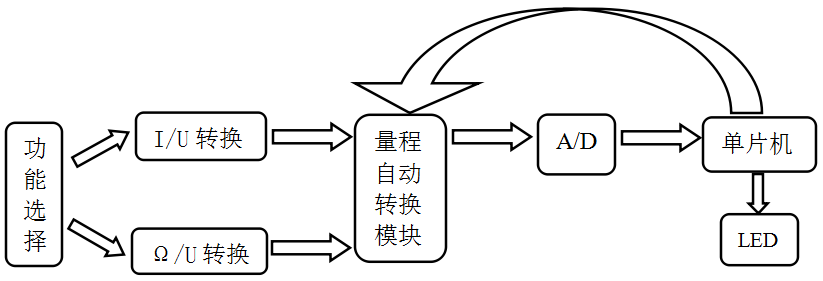 功
能
选
择
I/U 转换
Ω/U 转换
量程
自动
转换
模块
A/D
单片机
LED